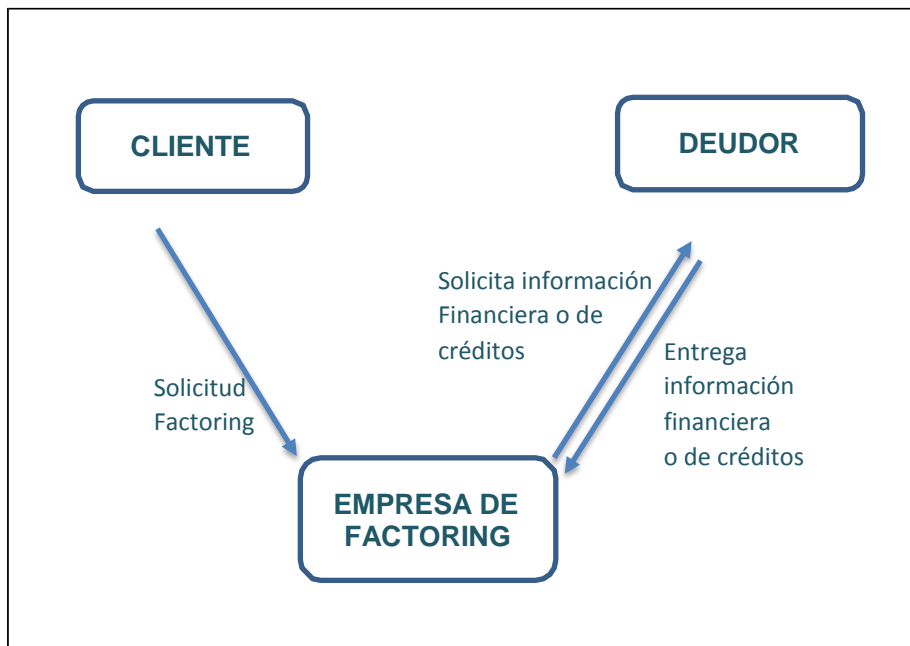 CLIENTE
DEUDOR
Solicita información
Financiera o de
créditos
Entrega
información
financiera
o de créditos
Solicitud
Factoring
EMPRESA DE
FACTORING